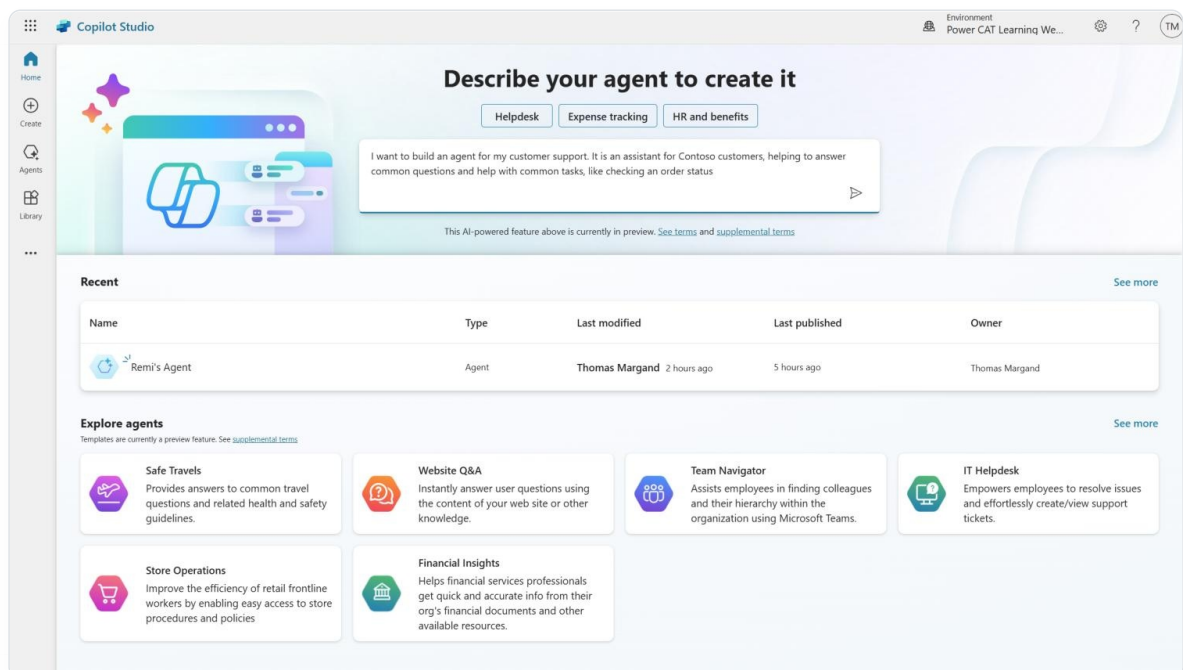 Copilot Studio
Environment
Power CAT Learning We...
?
TM
Home
Create
Agents
Library
Describe your agent to create it
Helpdesk
Expense tracking
HR and benefits
I want to build an agent for my customer support. It is an assistant for Contoso customers, helping to answer
common questions and help with common tasks, like checking an order status
This AI-powered feature above is currently in preview. See terms and supplemental terms
Recent
See more
Name Type Last modified Last published Owner
Remi's Agent Agent Thomas Margand 2 hours ago 5 hours ago Thomas Margand
Explore agents
See more
Templates are currently a preview feature. See supplemental terms
Safe Travels
Provides answers to common travel
questions and related health and safety
guidelines.
Website Q&A
Instantly answer user questions using
the content of your web site or other
knowledge.
Team Navigator
Assists employees in finding colleagues
and their hierarchy within the
organization using Microsoft Teams.
IT Helpdesk
Empowers employees to resolve issues
and effortlessly create/view support
tickets.
Store Operations
Improve the efficiency of retail frontline
workers by enabling easy access to store
procedures and policies
Financial Insights
Helps financial services professionals
get quick and accurate info from their
org's financial documents and other
available resources.